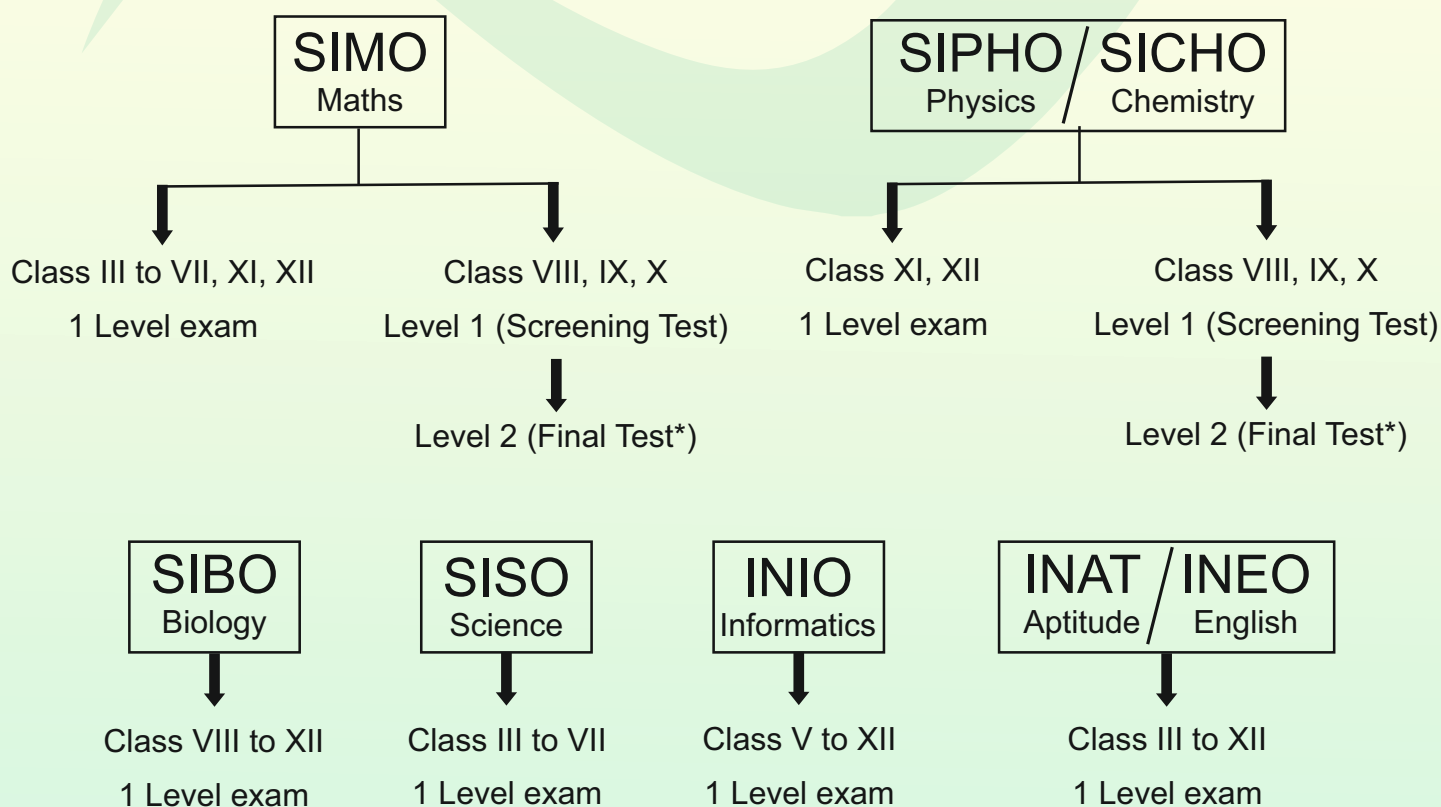 SIMO
Maths
SIPHO / SICHO
Physics Chemistry
Class III to VII, XI, XII
1 Level exam
Class VIII, IX, X
Level 1 (Screening Test)
Level 2 (Final Test*)
Class XI, XII
1 Level exam
Class VIII, IX, X
Level 1 (Screening Test)
Level 2 (Final Test*)
SIBO
Biology
Class VIII to XII
1 Level exam
SISO
Science
Class III to VII
1 Level exam
INIO
Informatics
Class V to XII
1 Level exam
INAT / INEO
Aptitude English
Class III to XII
1 Level exam